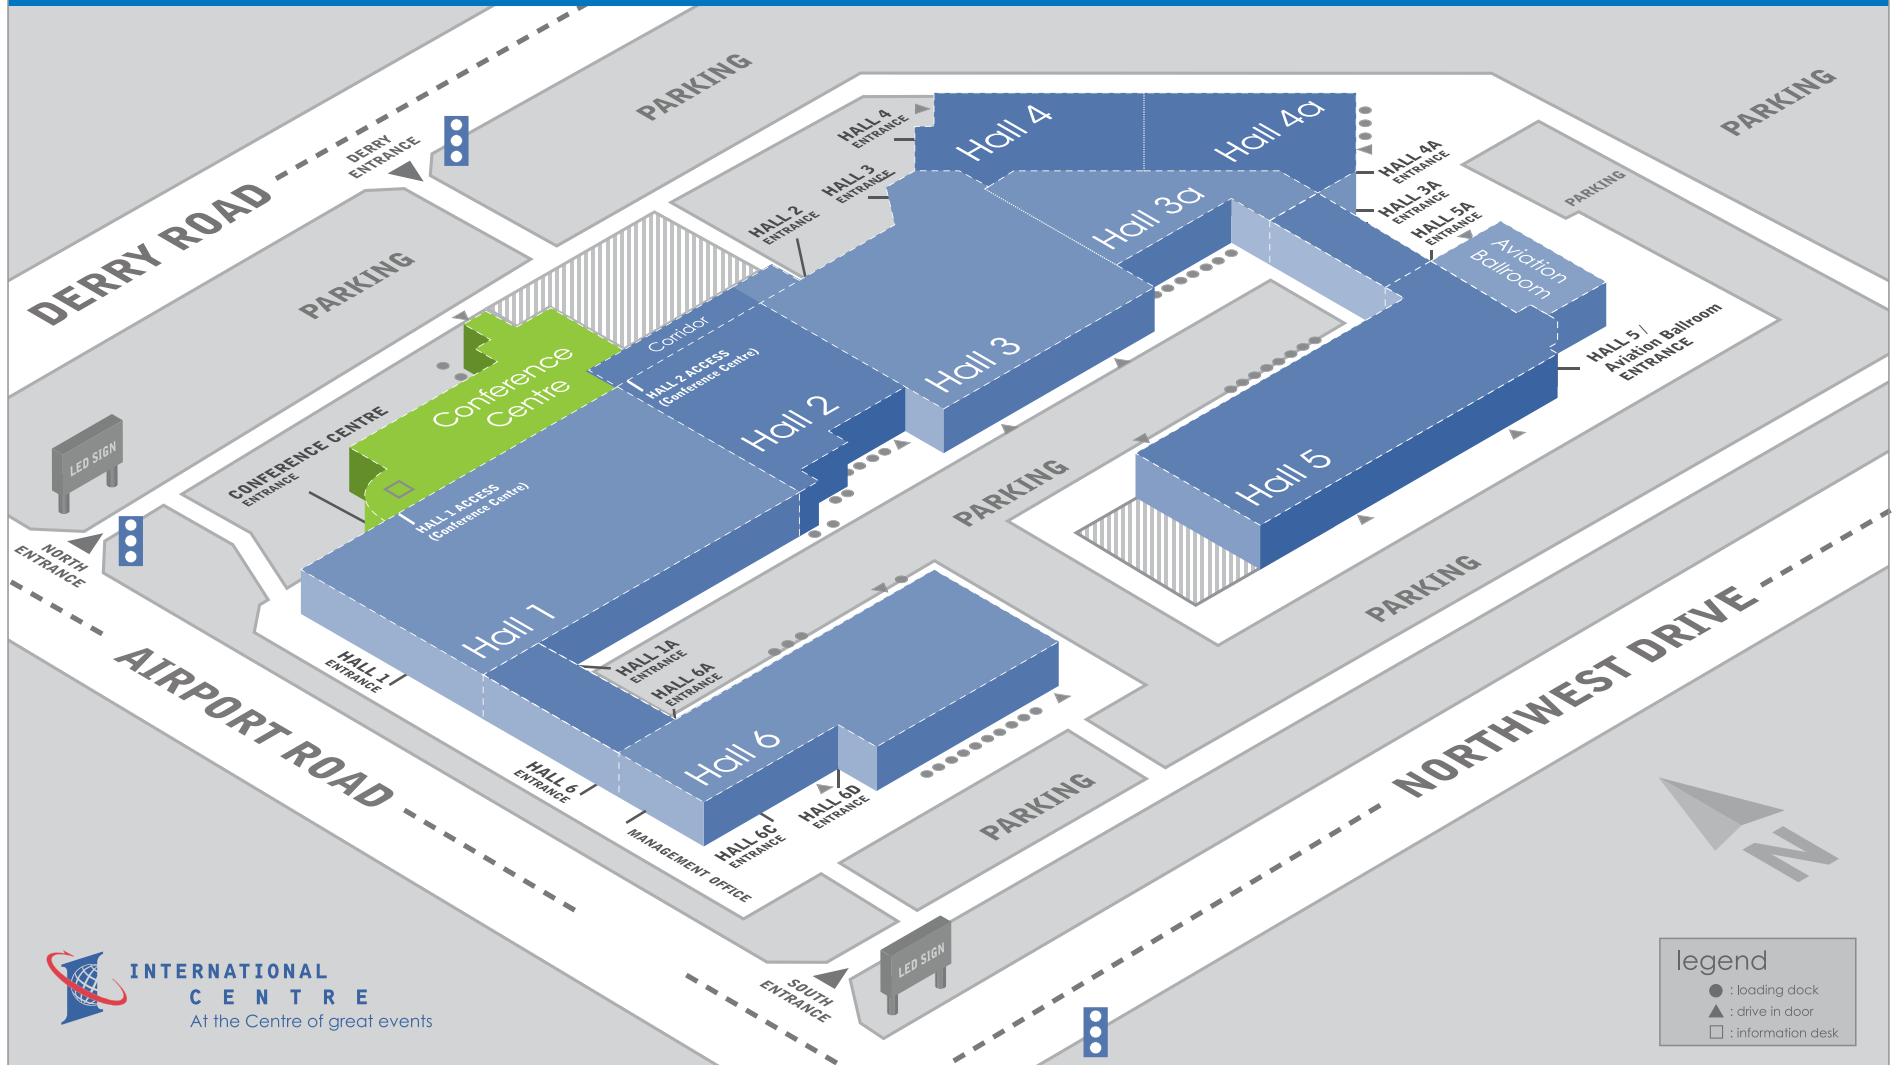 PARKING
PARKING
DERRY
ENTRANCE
DERRY ROAD
PARKING
HALL 4
ENTRANCE
HALL 3
ENTRANCE
HALL 2
ENTRANCE
Hall 4
Hall 4a
HALL 4A
ENTRANCE
HALL 3A
ENTRANCE
HALL 5A
ENTRANCE
PARKING
Hall 3a
Aviation
Ballroom
HALL 5 /
Aviation Ballroom
ENTRANCE
Corridor
HALL 2 ACCESS
(Conference Centre)
Conference
Centre
Hall 3
Hall 2
CONFERENCE CENTRE
ENTRANCE
LED SIGN
HALL 1 ACCESS
(Conference Centre)
PARKING
Hall 5
NORTH
ENTRANCE
Hall 1
HALL 1A
ENTRANCE
HALL 6A
ENTRANCE
HALL 1
ENTRANCE
AIRPORT ROAD
PARKING
NORTHWEST DRIVE
Hall 6
HALL 6
ENTRANCE
MANAGEMENT OFFICE
HALL 6C
ENTRANCE
HALL 6D
ENTRANCE
PARKING
N
LED SIGN
SOUTH
ENTRANCE
INTERNATIONAL
CENTRE
At the Centre of great events
legend
: loading dock
: drive in door
: information desk